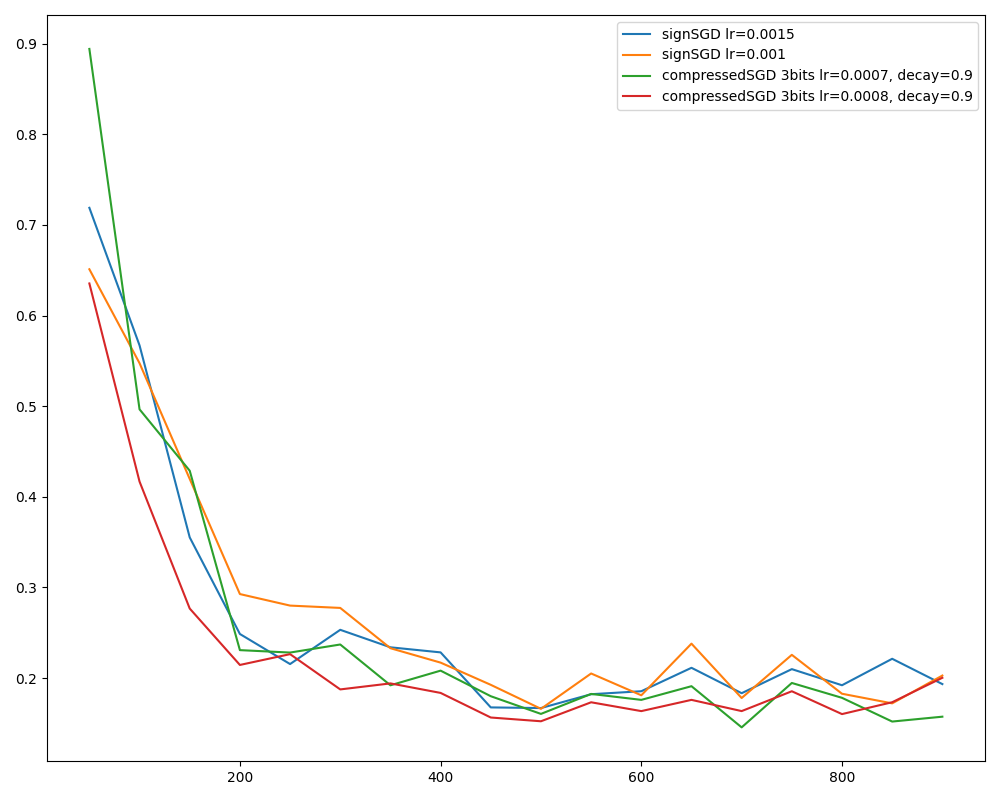 signSGD lr=0.0015
signSGD lr=0.001
compressedSGD 3bits lr=0.0007, decay=0.9
compressedSGD 3bits lr=0.0008, decay=0.9
0.9
0.8
0.7
0.6
0.5
0.4
0.3
0.2
200 400 600 800